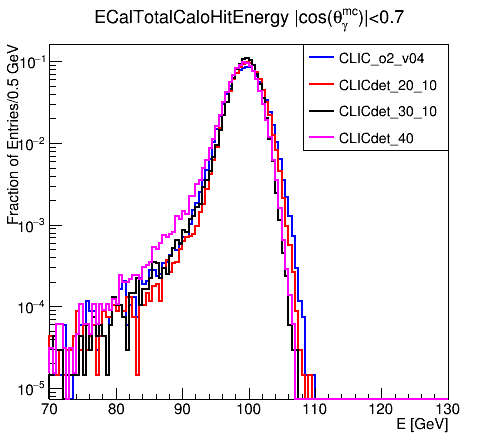 ECalTotalCaloHitEnergy |cos(θ_γ^mc)|<0.7
Fraction of Entries/0.5 GeV
CLIC_o2_v04
CLICdet_20_10
CLICdet_30_10
CLICdet_40
10⁻¹
10⁻²
10⁻³
10⁻⁴
10⁻⁵
70 80 90 100 110 120 130
E [GeV]